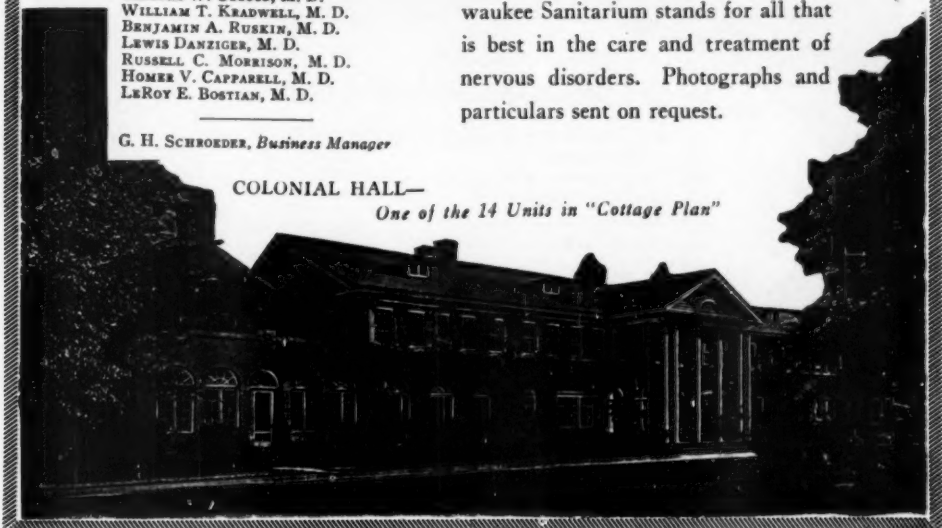 WILLIAM T. KRADWELL, M. D.
BENJAMIN A. RUSKIN, M. D.
LEWIS DANZIGER, M. D.
RUSSELL C. MORRISON, M. D.
HOMER V. CAPPARELL, M. D.
LEROY E. BOSTIAN, M. D.
G. H. SCHROEDER, Business Manager
waukee Sanitarium stands for all that
is best in the care and treatment of
nervous disorders. Photographs and
particulars sent on request.
COLONIAL HALL—
One of the 14 Units in "Cottage Plan"